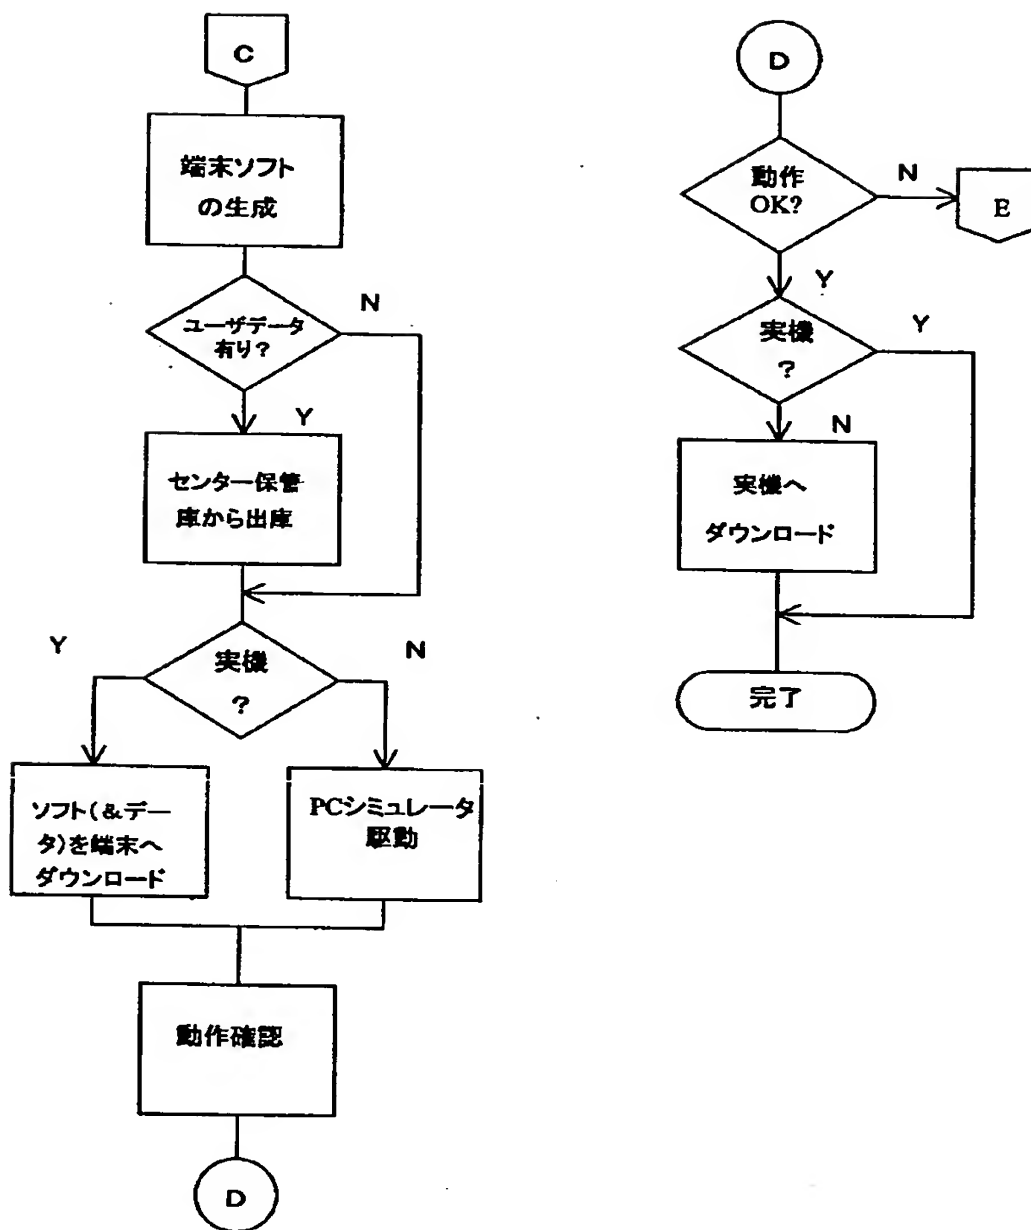 C
端末ソフト
の生成
ユーザデータ
有り?
N
Y
センター保管
庫から出庫
実機
?
Y
N
ソフト(&デー
タ)を端末へ
ダウンロード
PCシミュレータ
駆動
動作確認
D
D
動作
OK?
N
E
Y
実機
?
Y
N
実機へ
ダウンロード
完了